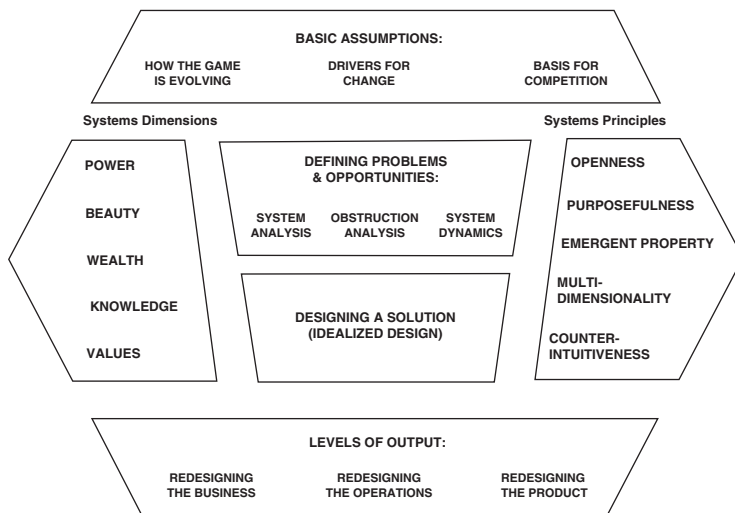 BASIC ASSUMPTIONS:
HOW THE GAME
IS EVOLVING
DRIVERS FOR
CHANGE
BASIS FOR
COMPETITION
Systems Dimensions
POWER
BEAUTY
WEALTH
KNOWLEDGE
VALUES
DEFINING PROBLEMS
& OPPORTUNITIES:
SYSTEM
ANALYSIS
OBSTRUCTION
ANALYSIS
SYSTEM
DYNAMICS
DESIGNING A SOLUTION
(IDEALIZED DESIGN)
Systems Principles
OPENNESS
PURPOSEFULNESS
EMERGENT PROPERTY
MULTI-
DIMENSIONALITY
COUNTER-
INTUITIVENESS
LEVELS OF OUTPUT:
REDESIGNING
THE BUSINESS
REDESIGNING
THE OPERATIONS
REDESIGNING
THE PRODUCT